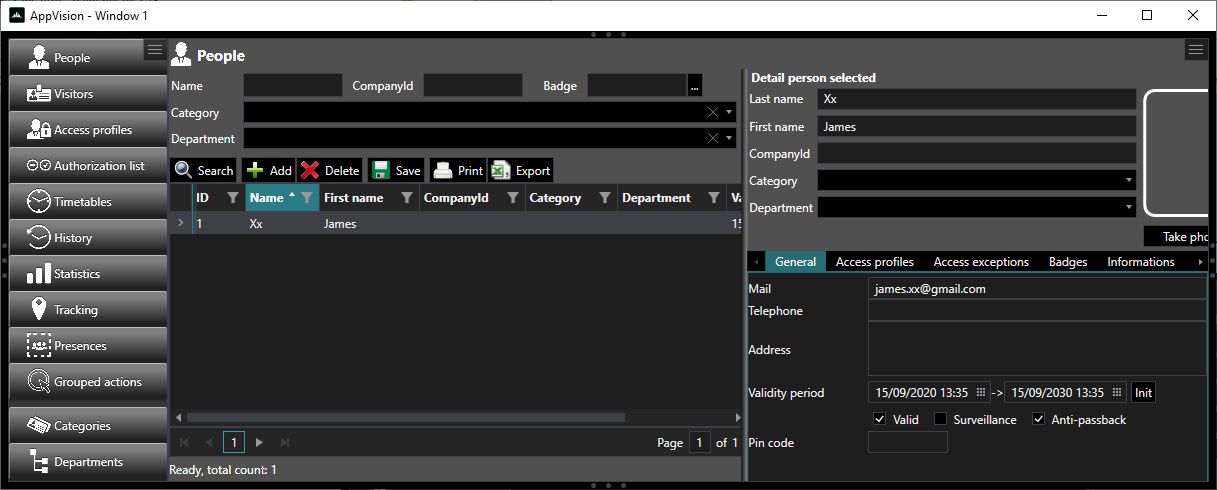 AppVision - Window 1
People
Visitors
Access profiles
Authorization list
Timetables
History
Statistics
Tracking
Presences
Grouped actions
Categories
Departments
People
Name CompanyId Badge ...
Category
Department
Search Add Delete Save Print Export
ID Name First name CompanyId Category Department Va
1 Xx James 15
1 Page 1 of 1
Ready, total count: 1
Detail person selected
Last name Xx
First name James
CompanyId
Category
Department
Take pho
General Access profiles Access exceptions Badges Informations
Mail james.xx@gmail.com
Telephone
Address
Validity period 15/09/2020 13:35 -> 15/09/2030 13:35 Init
Valid Surveillance Anti-passback
Pin code